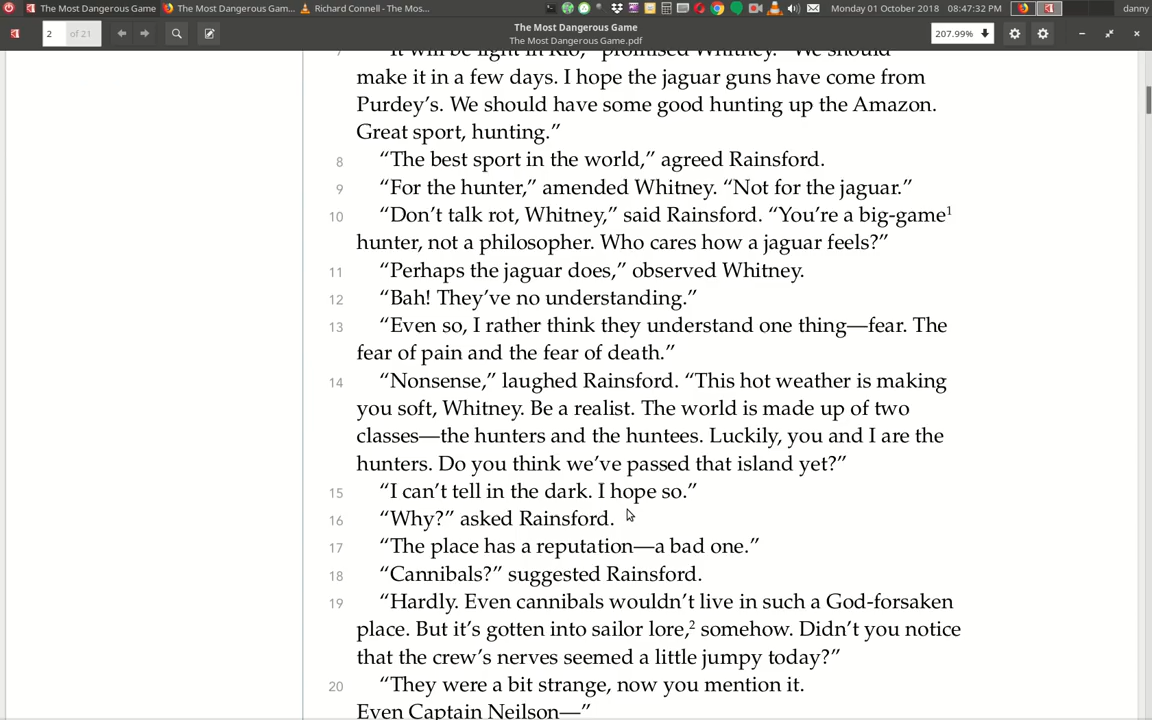 The Most Dangerous Game
The Most Dangerous Gam...
Richard Connell - The Mos...
Monday 01 October 2018
08:47:32
danny
2
of 21
The Most Dangerous Game
The Most Dangerous Game.pdf
207.99%
7 “It will be light in Rio,” promised Whitney. “We should
make it in a few days. I hope the jaguar guns have come from
Purdey’s. We should have some good hunting up the Amazon.
Great sport, hunting.”
8 “The best sport in the world,” agreed Rainsford.
9 “For the hunter,” amended Whitney. “Not for the jaguar.”
10 “Don’t talk rot, Whitney,” said Rainsford. “You’re a big-game1
hunter, not a philosopher. Who cares how a jaguar feels?”
11 “Perhaps the jaguar does,” observed Whitney.
12 “Bah! They’ve no understanding.”
13 “Even so, I rather think they understand one thing—fear. The
fear of pain and the fear of death.”
14 “Nonsense,” laughed Rainsford. “This hot weather is making
you soft, Whitney. Be a realist. The world is made up of two
classes—the hunters and the huntees. Luckily, you and I are the
hunters. Do you think we’ve passed that island yet?”
15 “I can’t tell in the dark. I hope so.”
16 “Why?” asked Rainsford.
17 “The place has a reputation—a bad one.”
18 “Cannibals?” suggested Rainsford.
19 “Hardly. Even cannibals wouldn’t live in such a God-forsaken
place. But it’s gotten into sailor lore,2 somehow. Didn’t you notice
that the crew’s nerves seemed a little jumpy today?”
20 “They were a bit strange, now you mention it.
Even Captain Neilson—”